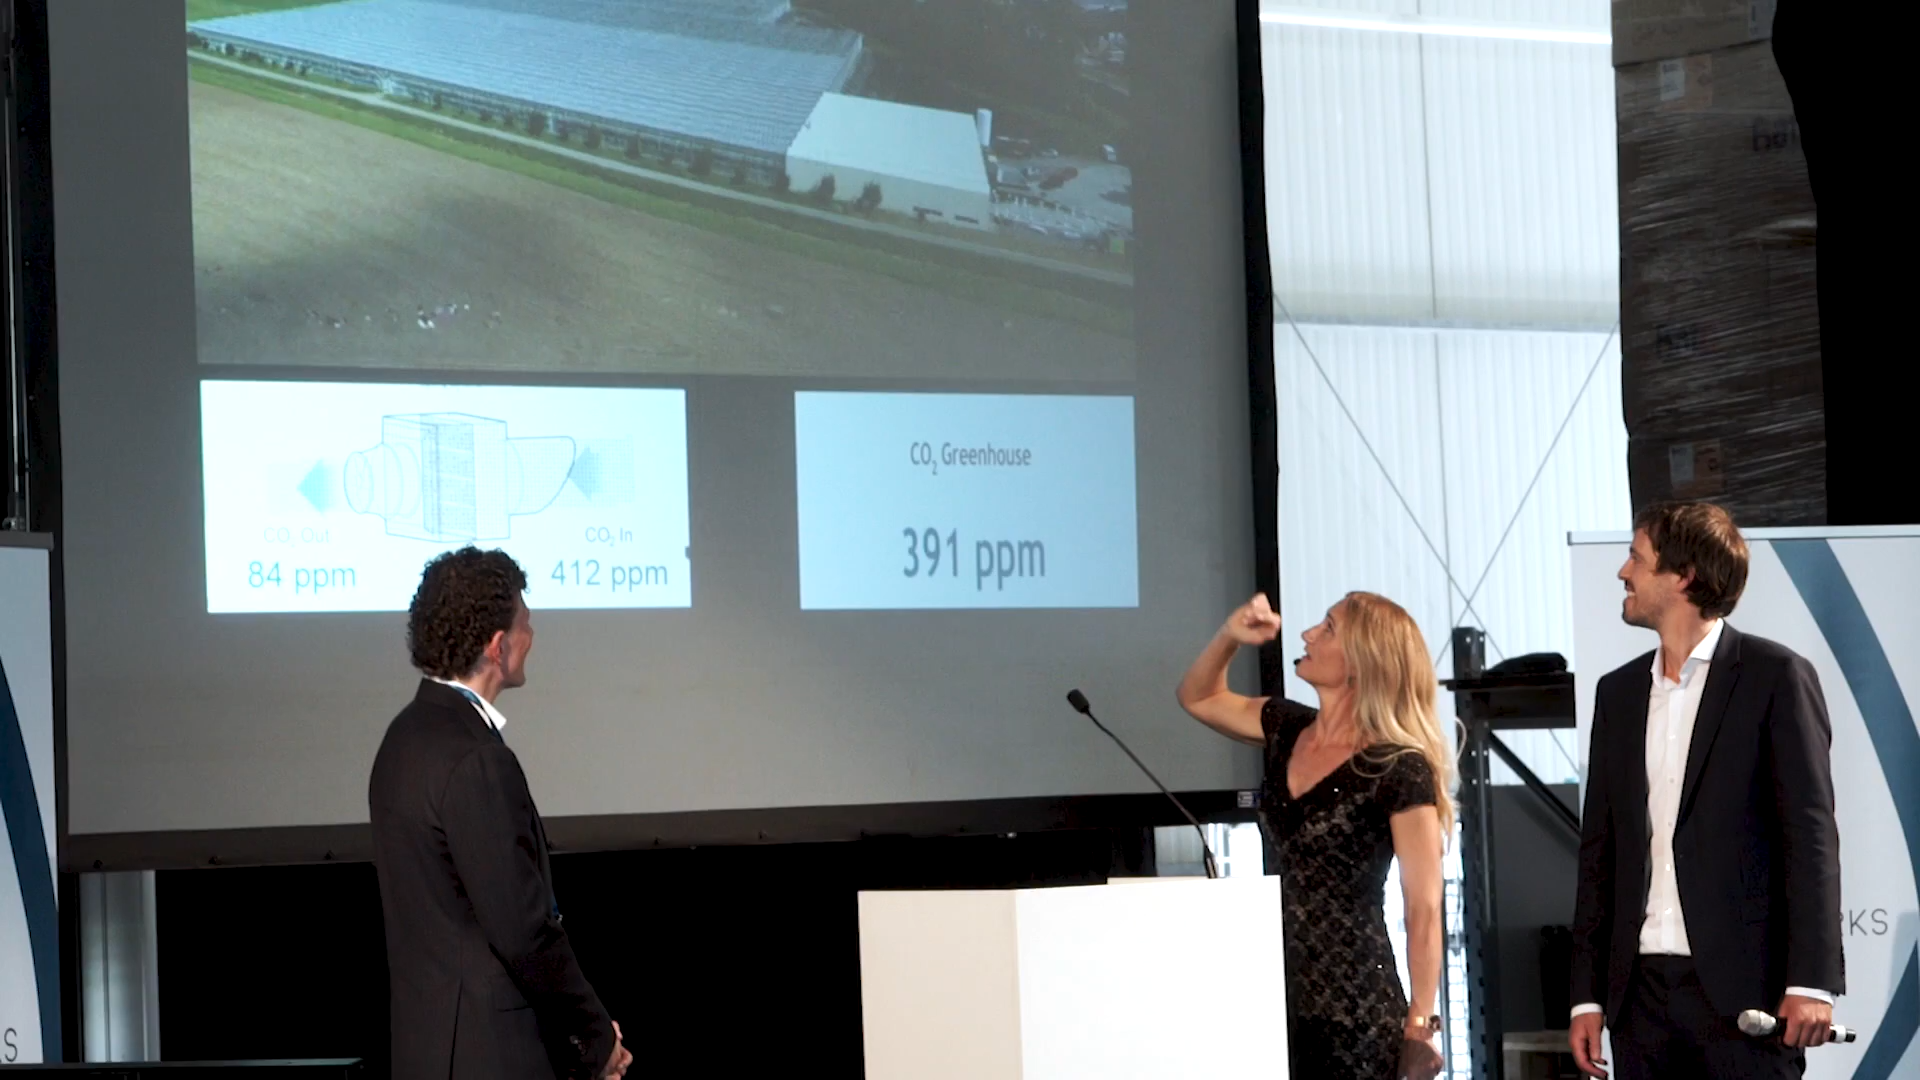 CO2 Out
84 ppm
CO2 In
412 ppm
CO2 Greenhouse
391 ppm
RKS
S